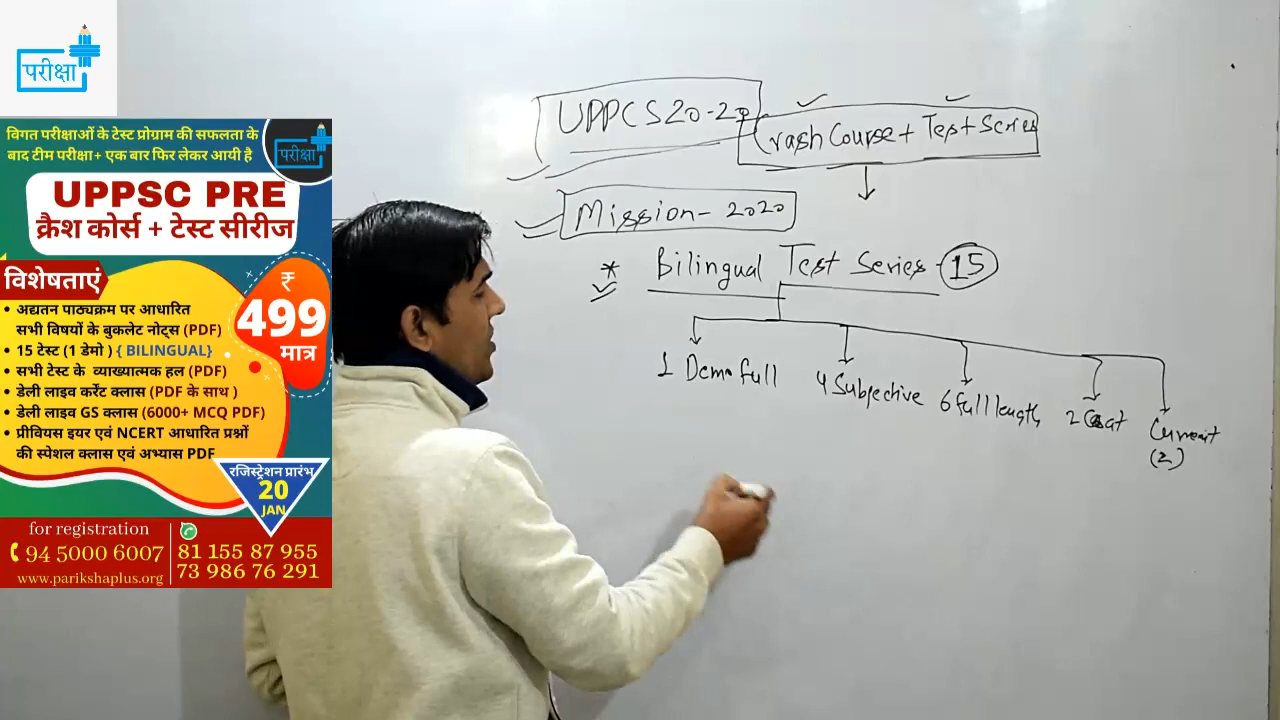 परीक्षा
विगत परीक्षाओं के टेस्ट प्रोग्राम की सफलता के
बाद टीम परीक्षा+ एक बार फिर लेकर आयी है
परीक्षा
UPPSC PRE
क्रैश कोर्स + टेस्ट सीरीज
विशेषताएं
₹
499
मात्र
• अद्यतन पाठ्यक्रम पर आधारित
सभी विषयों के बुकलेट नोट्स (PDF)
• 15 टेस्ट (1 डेमो ) { BILINGUAL}
• सभी टेस्ट के व्याख्यात्मक हल (PDF)
• डेली लाइव करेंट क्लास (PDF के साथ )
• डेली लाइव GS क्लास (6000+ MCQ PDF)
• प्रीवियस इयर एवं NCERT आधारित प्रश्नों
की स्पेशल क्लास एवं अभ्यास PDF
रजिस्ट्रेशन प्रारंभ
20
JAN
for registration
94 5000 6007
www.parikshaplus.org
81 155 87 955
73 986 76 291
UPPCS 20-20
Crash Course + Test Series
Mission- 2020
* Bilingual Test Series - 15
1 Demo full
4 Subjective
6 full length
2 Csat
Current
(2)